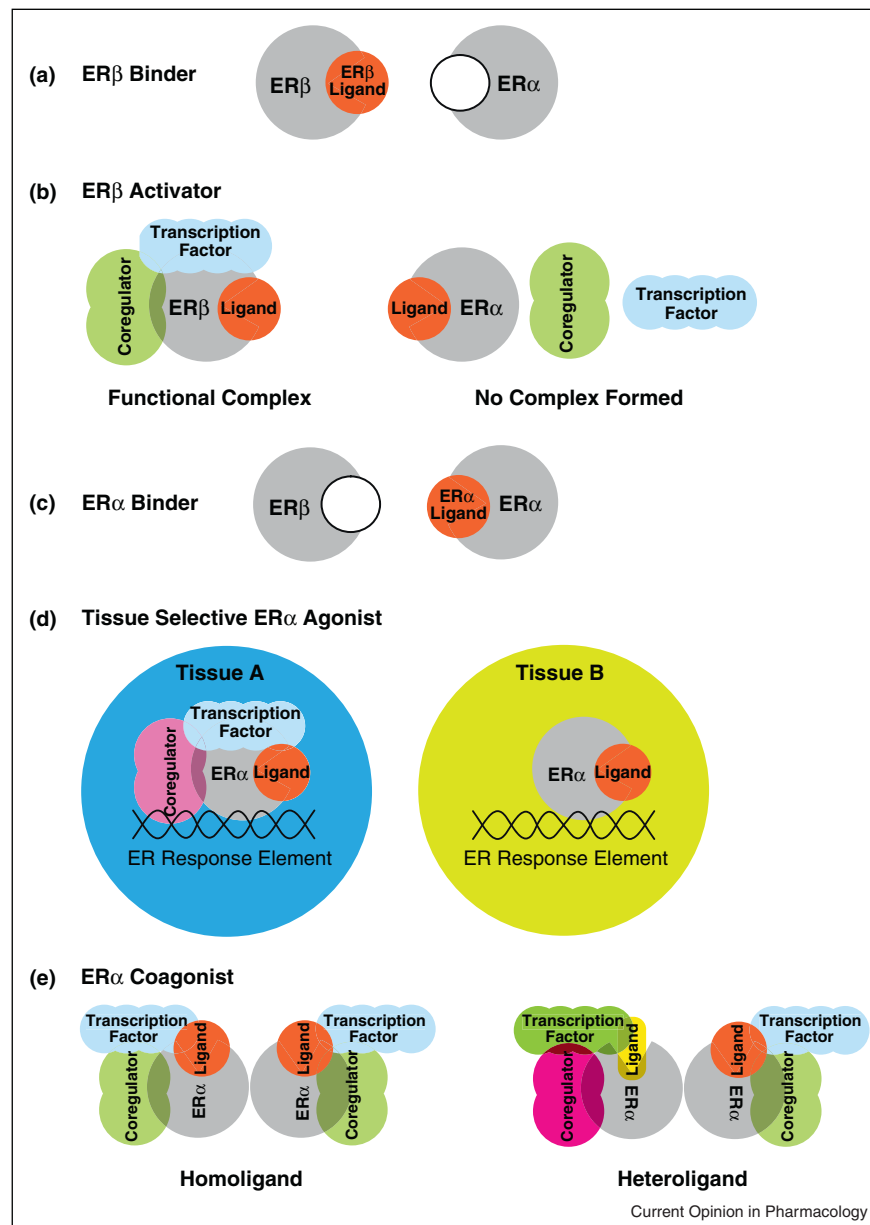 (a) ERβ Binder
ERβ
ERβ
Ligand
ERα
(b) ERβ Activator
Transcription
Factor
Coregulator
ERβ
Ligand
Ligand
ERα
Coregulator
Transcription
Factor
Functional Complex
No Complex Formed
(c) ERα Binder
ERβ
ERα
Ligand
ERα
(d) Tissue Selective ERα Agonist
Tissue A
Transcription
Factor
Coregulator
ERα
Ligand
ER Response Element
Tissue B
ERα
Ligand
ER Response Element
(e) ERα Coagonist
Transcription
Factor
Ligand
Coregulator
ERα
Ligand
Transcription
Factor
ERα
Coregulator
Homoligand
Transcription
Factor
Ligand
Coregulator
ERα
Ligand
Transcription
Factor
ERα
Coregulator
Heteroligand
Current Opinion in Pharmacology